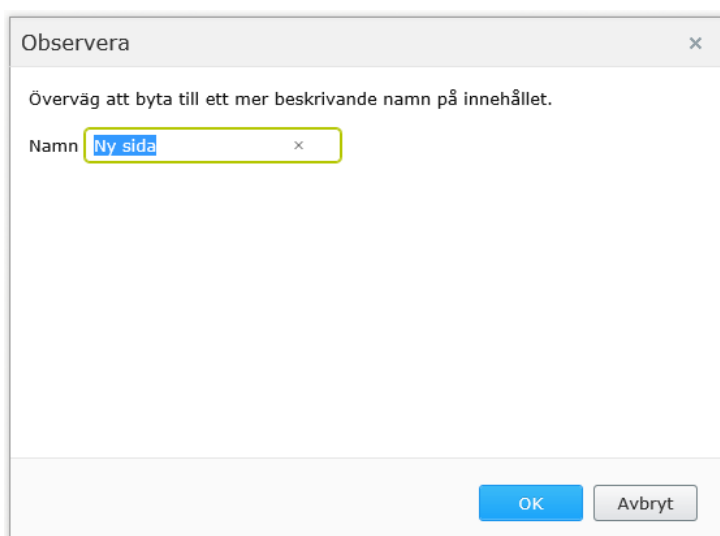 Observera
Överväg att byta till ett mer beskrivande namn på innehållet.
Namn Ny sida
OK Avbryt